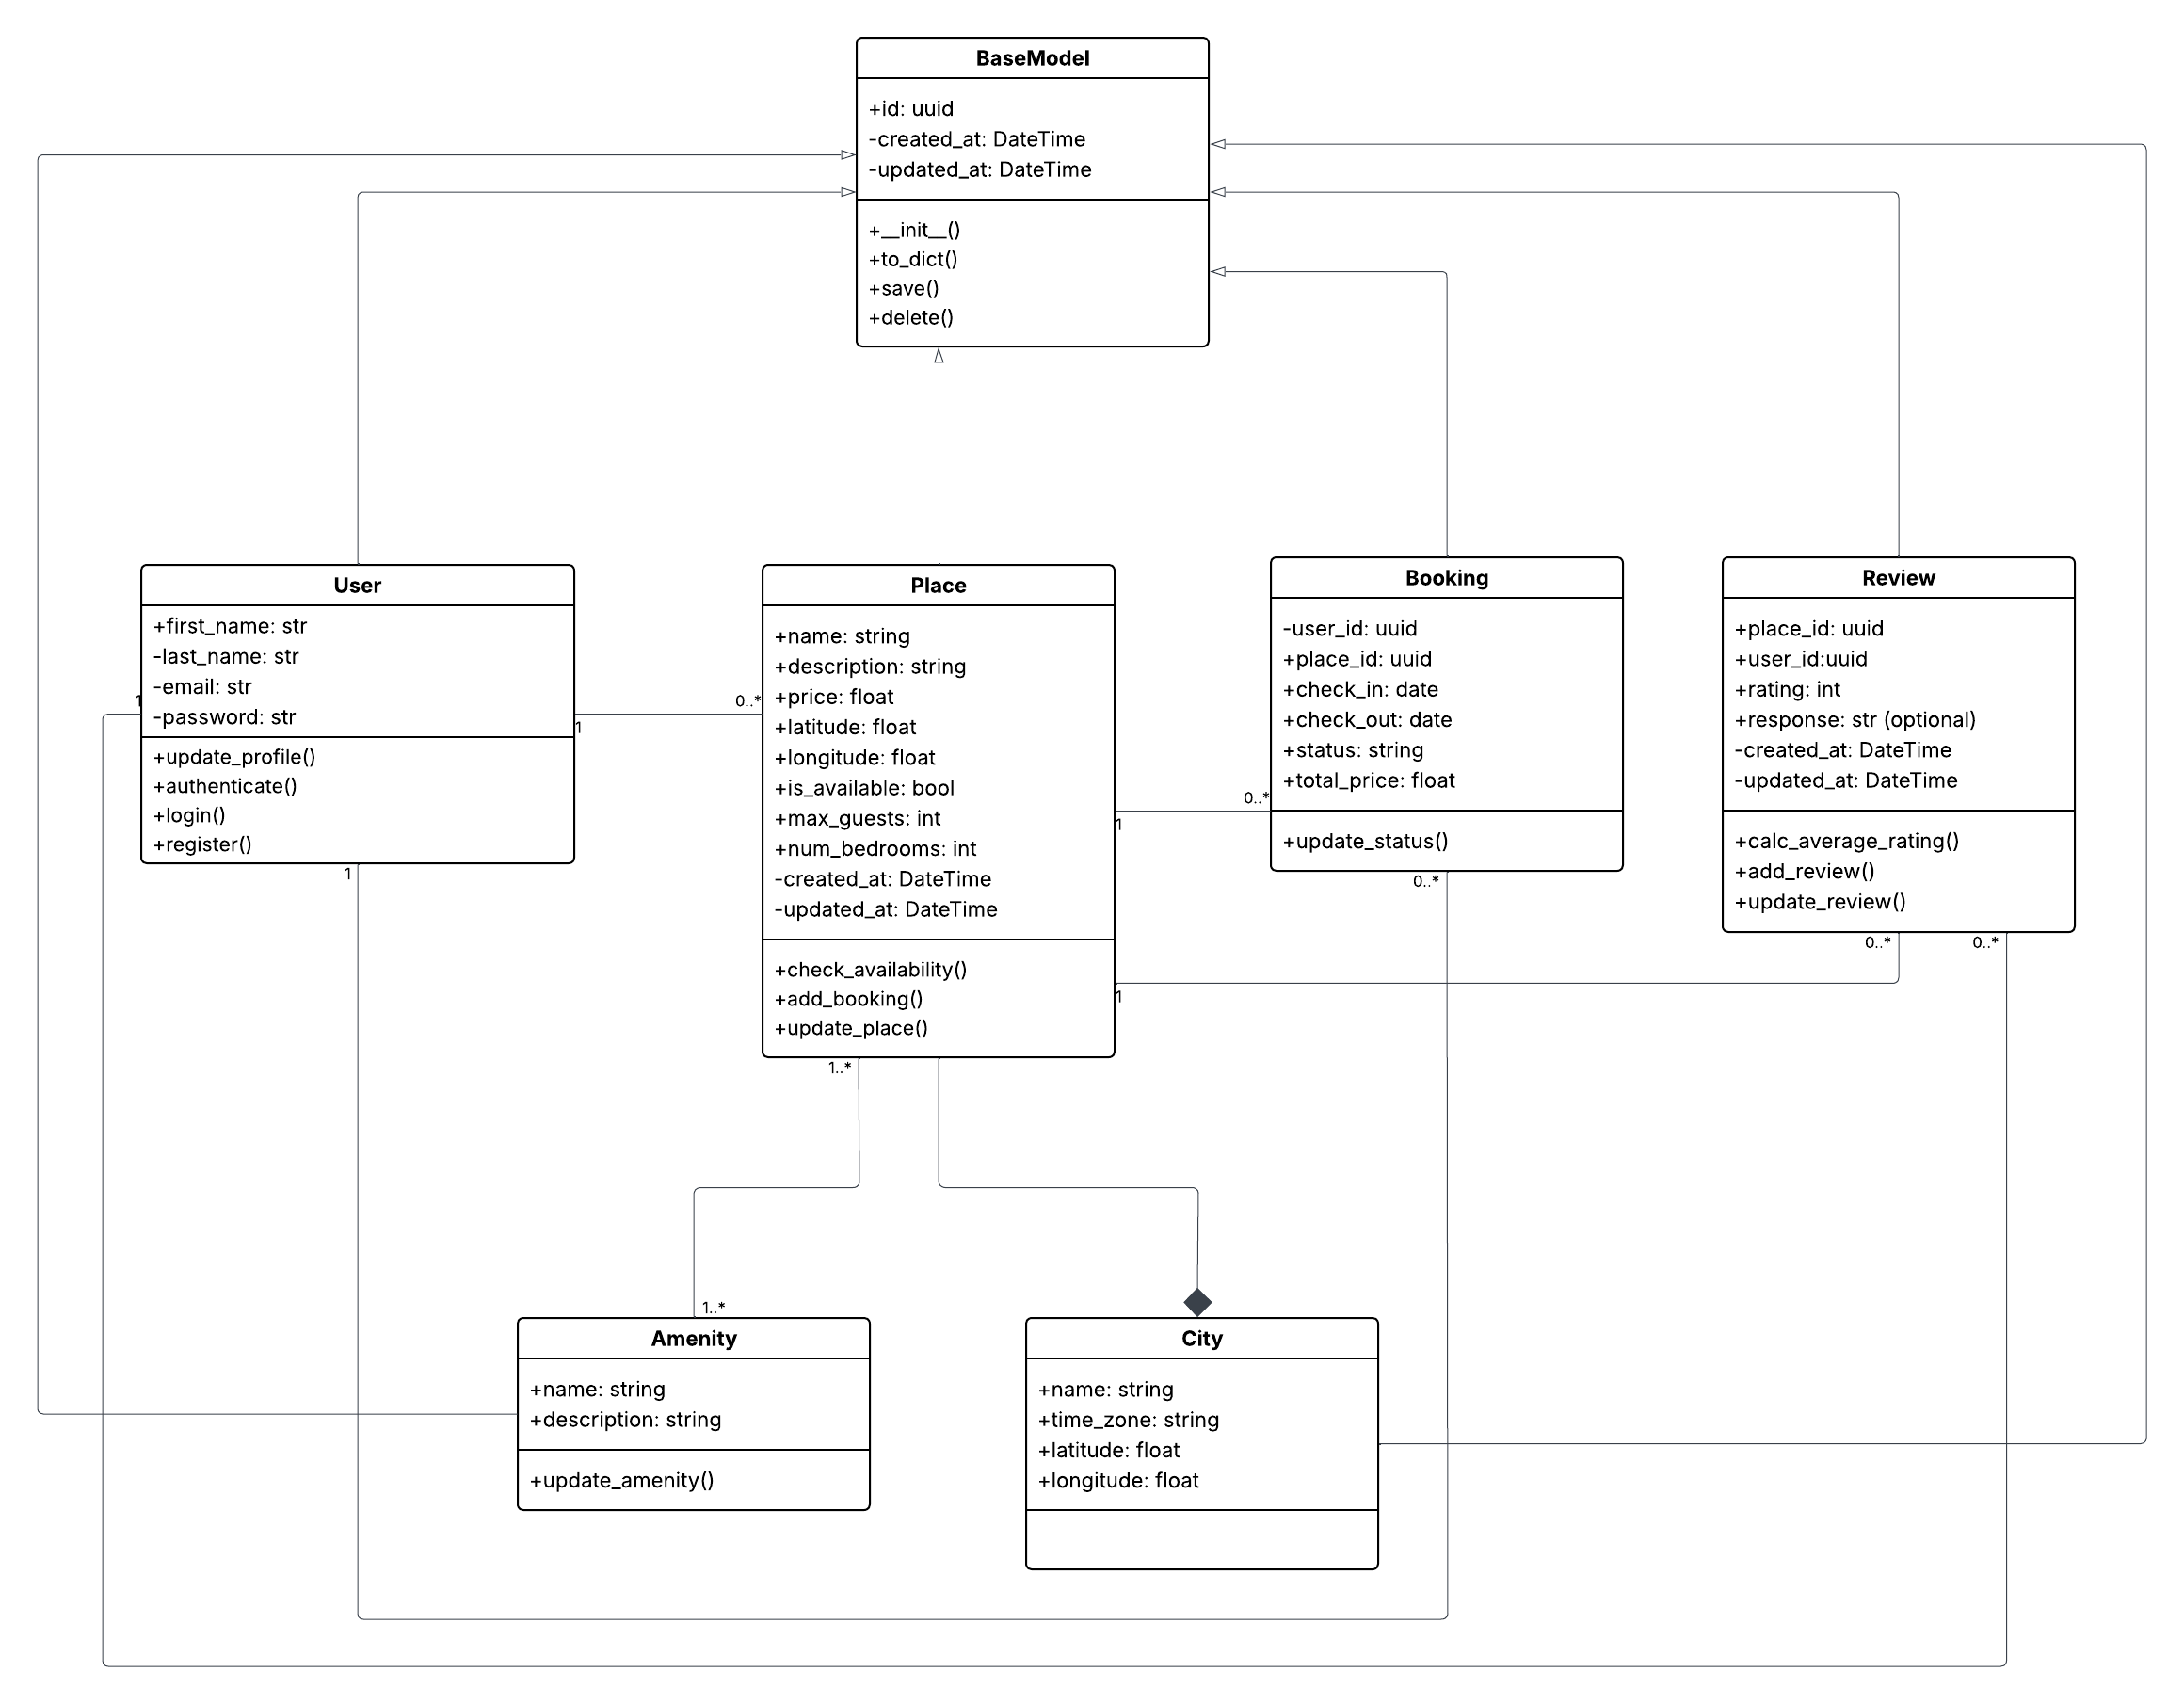 BaseModel
+id: uuid
-created_at: DateTime
-updated_at: DateTime
+__init__()
+to_dict()
+save()
+delete()
User
+first_name: str
-last_name: str
-email: str
-password: str
+update_profile()
+authenticate()
+login()
+register()
1
1
1
0..*
Place
+name: string
+description: string
+price: float
+latitude: float
+longitude: float
+is_available: bool
+max_guests: int
+num_bedrooms: int
-created_at: DateTime
-updated_at: DateTime
+check_availability()
+add_booking()
+update_place()
1
1
1..*
0..*
Booking
-user_id: uuid
+place_id: uuid
+check_in: date
+check_out: date
+status: string
+total_price: float
+update_status()
0..*
Review
+place_id: uuid
+user_id:uuid
+rating: int
+response: str (optional)
-created_at: DateTime
-updated_at: DateTime
+calc_average_rating()
+add_review()
+update_review()
0..*
0..*
1..*
Amenity
+name: string
+description: string
+update_amenity()
City
+name: string
+time_zone: string
+latitude: float
+longitude: float